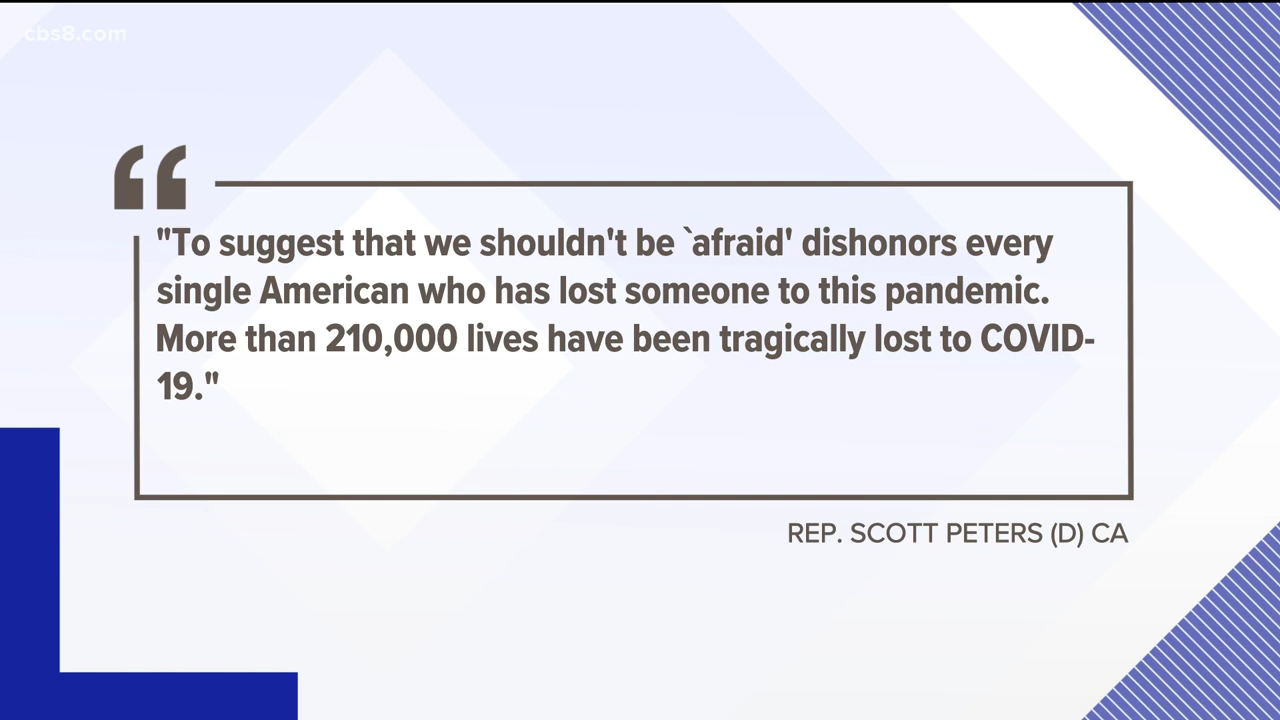 cbs8.com
"To suggest that we shouldn't be `afraid' dishonors every
single American who has lost someone to this pandemic.
More than 210,000 lives have been tragically lost to COVID-
19."
REP. SCOTT PETERS (D) CA